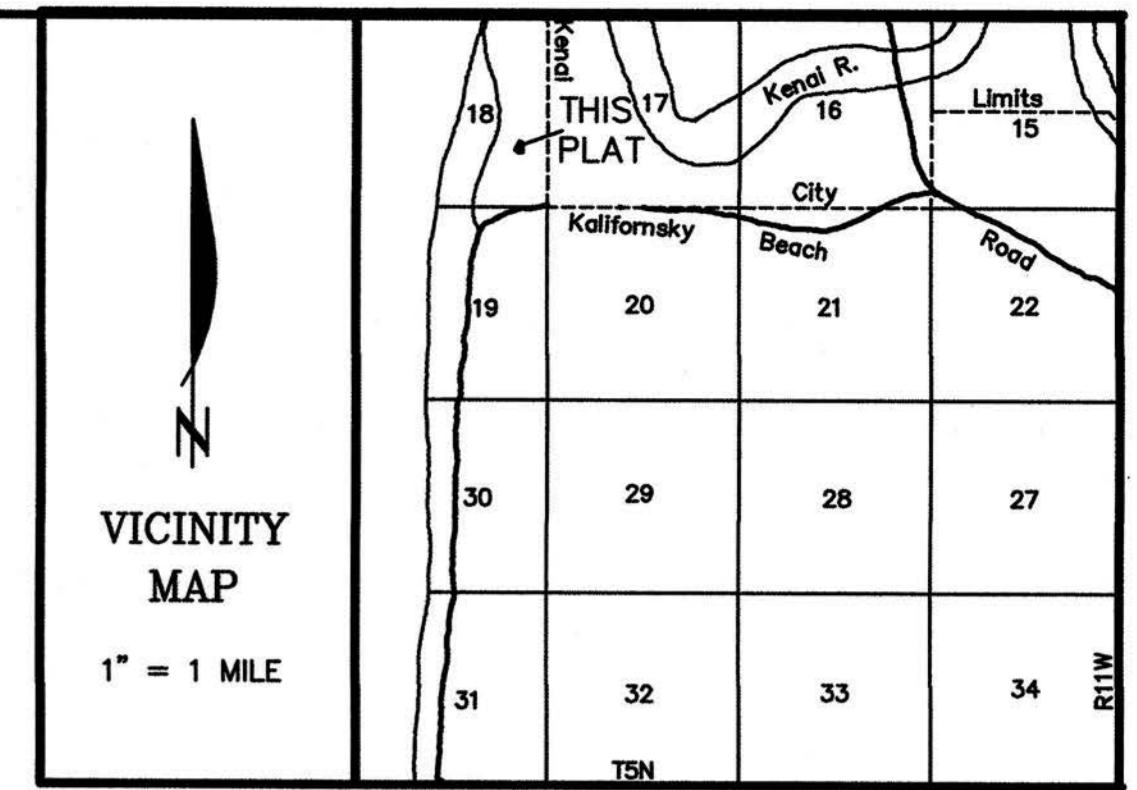 N
VICINITY
MAP
1" = 1 MILE
Kenai
THIS
PLAT
18
17
Kenai R.
16
Limits
15
City
Kalifornsky
Beach
Road
19
20
21
22
30
29
28
27
31
32
33
34
R11W
T5N